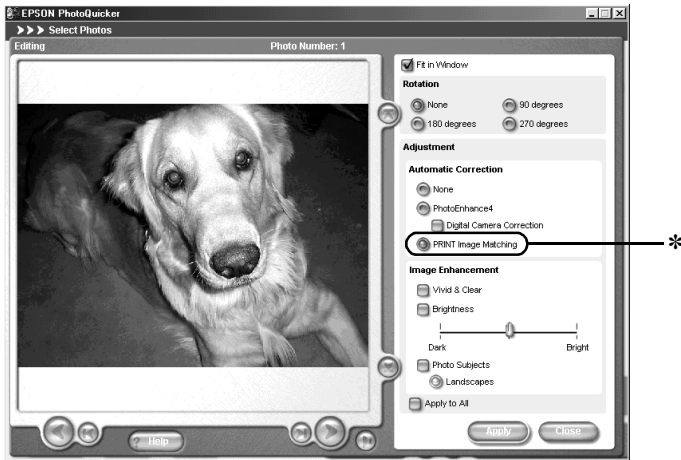 EPSON PhotoQuicker
>>> Select Photos
Editing
Photo Number: 1
Fit in Window
Rotation
None
90 degrees
180 degrees
270 degrees
Adjustment
Automatic Correction
None
PhotoEnhance4
Digital Camera Correction
PRINT Image Matching
*
Image Enhancement
Vivid & Clear
Brightness
Dark
Bright
Photo Subjects
Landscapes
Apply to All
? Help
Apply
Close